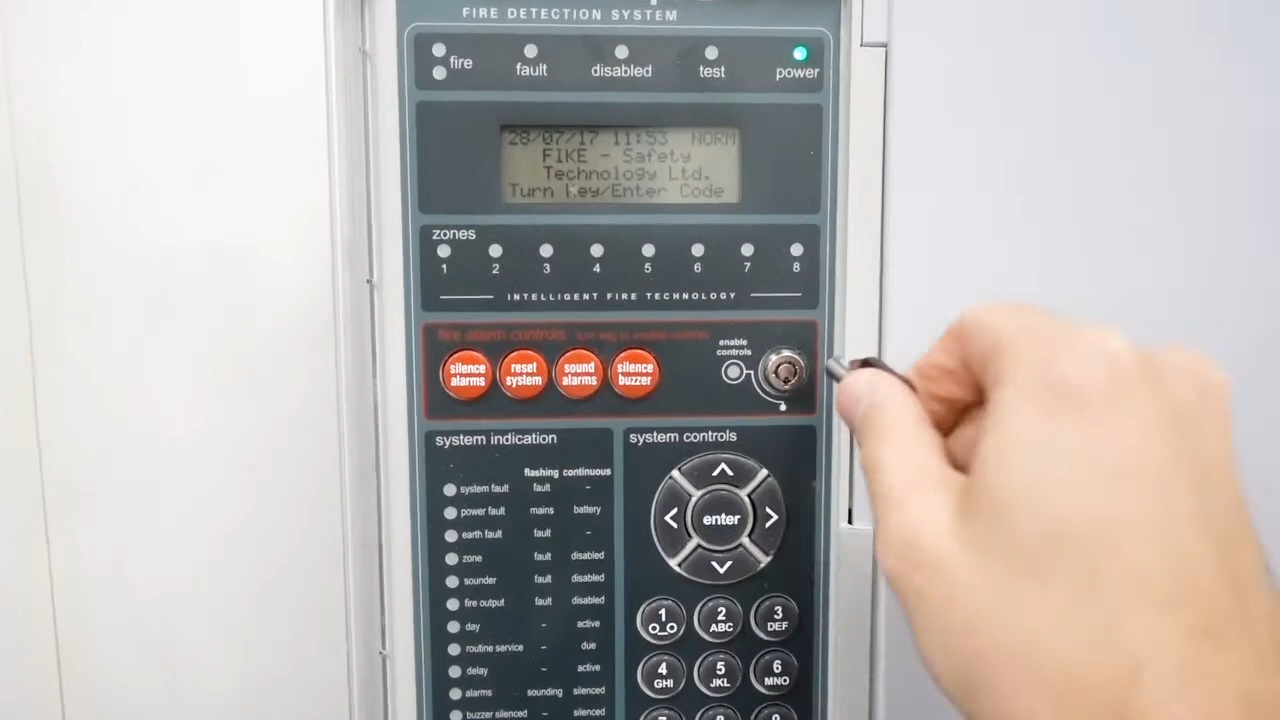 FIRE DETECTION SYSTEM
fire fault disabled test power
28/07/17 11:53 NORM
FIKE - Safety
Technology Ltd.
Turn Key/Enter Code
zones
1 2 3 4 5 6 7 8
INTELLIGENT FIRE TECHNOLOGY
fire alarm controls - turn key to enable controls
enable
controls
silence
alarms
reset
system
sound
alarms
silence
buzzer
system indication
flashing continuous
system fault fault –
power fault mains battery
earth fault fault –
zone fault disabled
sounder fault disabled
fire output fault disabled
day – active
routine service – due
delay – active
alarms sounding silenced
buzzer silenced – silenced
system controls
enter
1
2
ABC
3
DEF
4
GHI
5
JKL
6
MNO